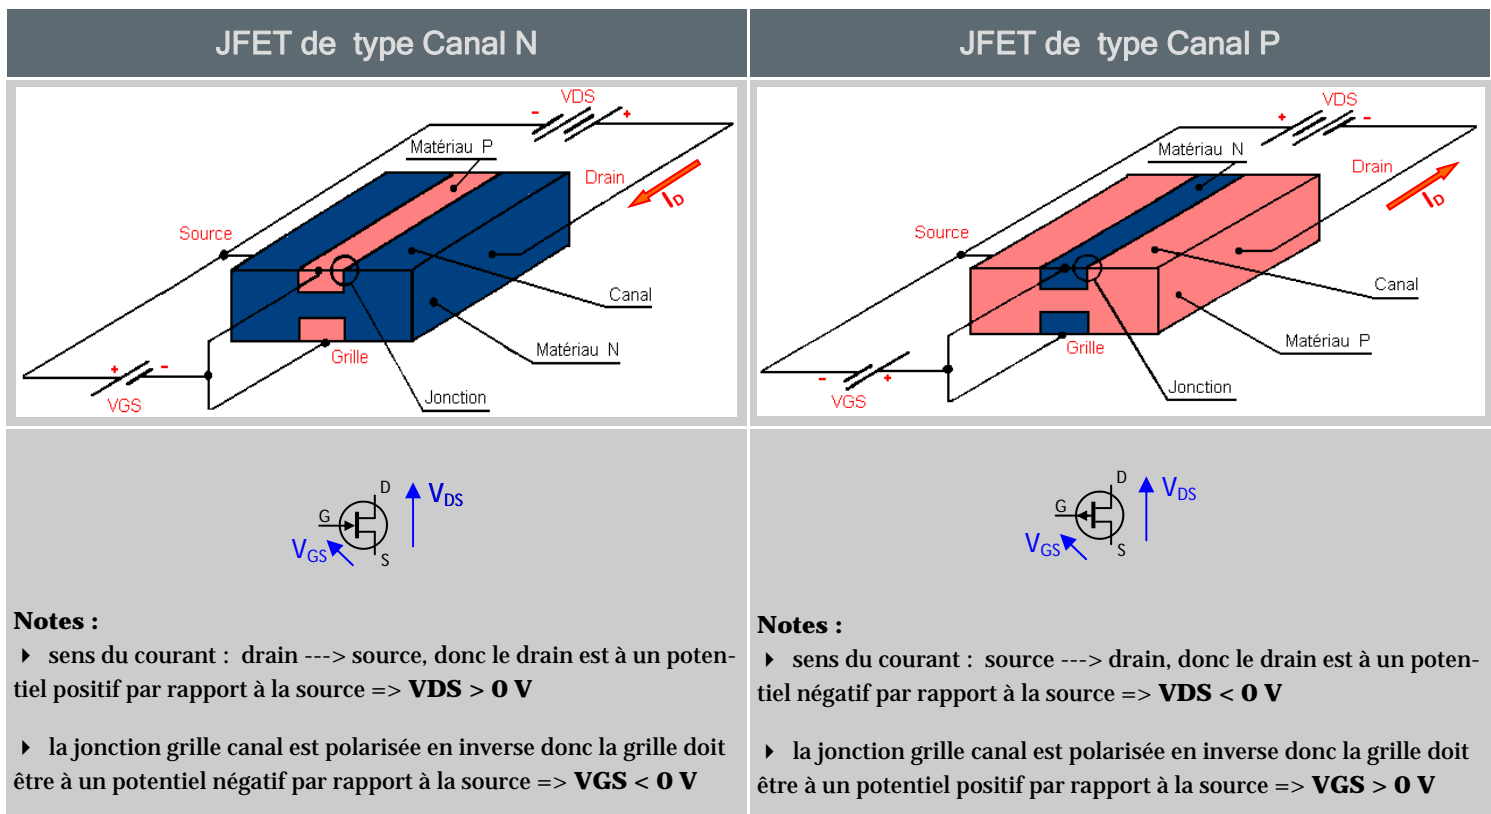 JFET de type Canal N
JFET de type Canal P
VDS
- +
Matériau P
Drain
I D
Source
Canal
Matériau N
Grille
+ -
VGS
Jonction
VDS
+ -
Matériau N
Drain
I D
Source
Canal
Matériau P
Grille
- +
VGS
Jonction
D
VDS
G
VGS
S
D
VDS
G
VGS
S
Notes :
sens du courant : drain ---> source, donc le drain est à un poten-
tiel positif par rapport à la source => VDS > 0 V
la jonction grille canal est polarisée en inverse donc la grille doit
être à un potentiel négatif par rapport à la source => VGS < 0 V
Notes :
sens du courant : source ---> drain, donc le drain est à un poten-
tiel négatif par rapport à la source => VDS < 0 V
la jonction grille canal est polarisée en inverse donc la grille doit
être à un potentiel positif par rapport à la source => VGS > 0 V